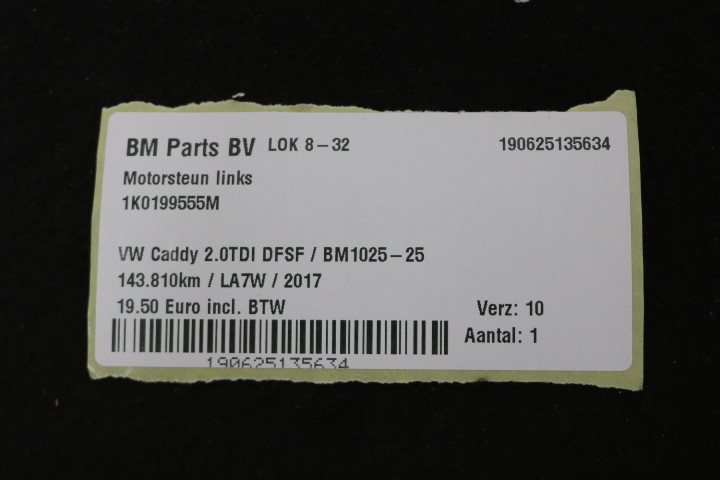 BM Parts BV LOK 8-32 190625135634
Motorsteun links
1K0199555M
VW Caddy 2.0TDI DFSF / BM1025-25
143.810km / LA7W / 2017
19.50 Euro incl. BTW Verz: 10
Aantal: 1
190625135634